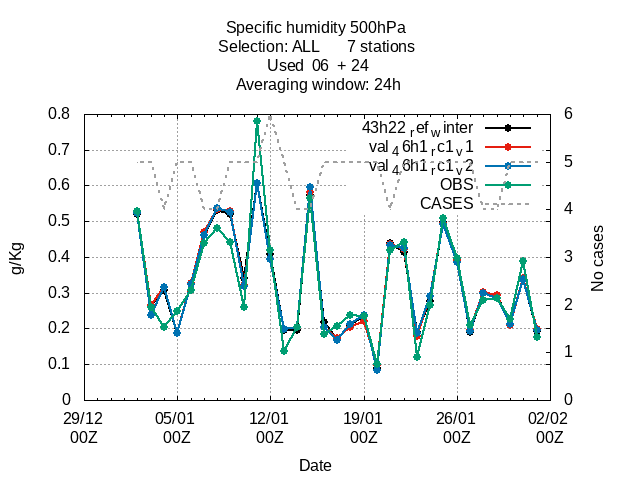 Specific humidity 500hPa
Selection: ALL 7 stations
Used 06 + 24
Averaging window: 24h
0.8
0.7
0.6
0.5
0.4
0.3
0.2
0.1
0
g/Kg
6
5
4
3
2
1
0
No cases
43h22_ref_winter
val_46h1_rc1_v1
val_46h1_rc1_v2
OBS
CASES
29/12 05/01 12/01 19/01 26/01 02/02
00Z 00Z 00Z 00Z 00Z 00Z
Date